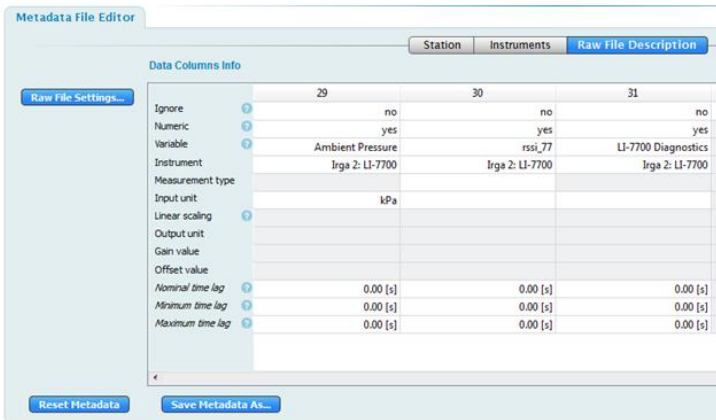 Metadata File Editor
Station Instruments Raw File Description
Data Columns Info
Raw File Settings...
29 30 31
Ignore ? no no no
Numeric ? yes yes yes
Variable ? Ambient Pressure rssi_77 LI-7700 Diagnostics
Instrument Irga 2: LI-7700 Irga 2: LI-7700 Irga 2: LI-7700
Measurement type
Input unit kPa
Linear scaling ?
Output unit
Gain value
Offset value
Nominal time lag ? 0.00 [s] 0.00 [s] 0.00 [s]
Minimum time lag ? 0.00 [s] 0.00 [s] 0.00 [s]
Maximum time lag ? 0.00 [s] 0.00 [s] 0.00 [s]
Reset Metadata Save Metadata As...